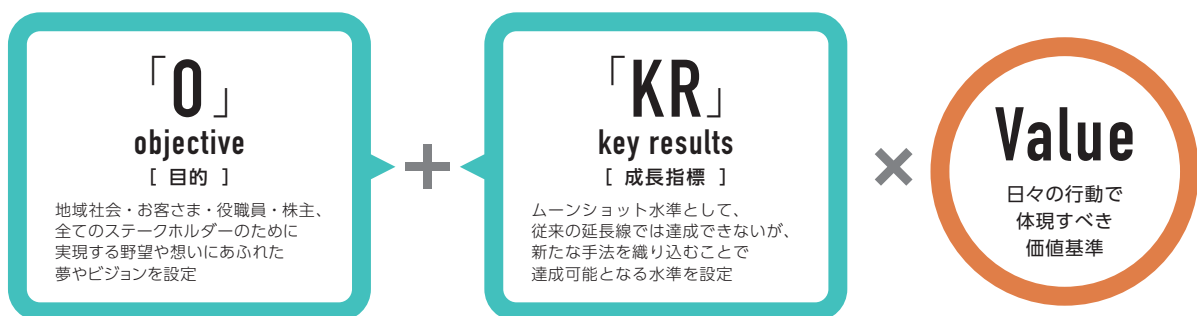 「O」
objective
[ 目的 ]
地域社会・お客さま・役職員・株主、
全てのステークホルダーのために
実現する野望や想いにあふれた
夢やビジョンを設定
+
「KR」
key results
[ 成長指標 ]
ムーンショット水準として、
従来の延長線では達成できないが、
新たな手法を織り込むことで
達成可能となる水準を設定
×
Value
日々の行動で
体現すべき
価値基準